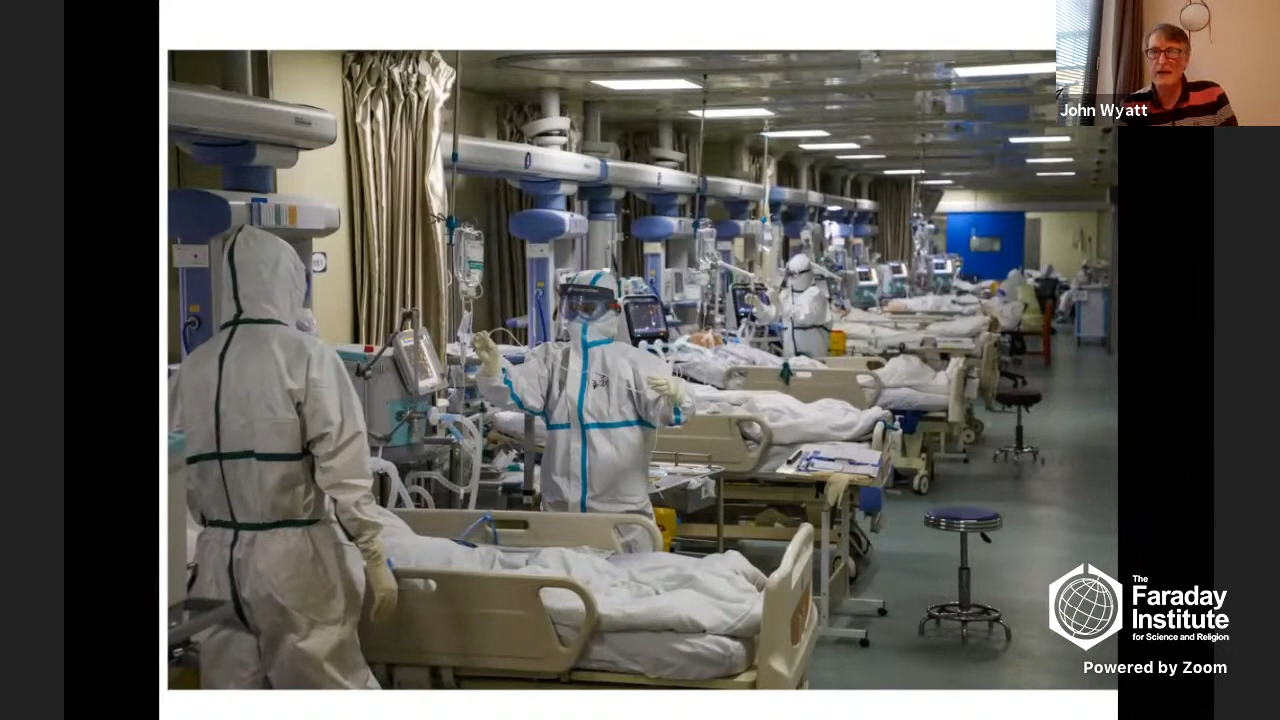 John Wyatt
The
Faraday
Institute
for Science and Religion
Powered by Zoom